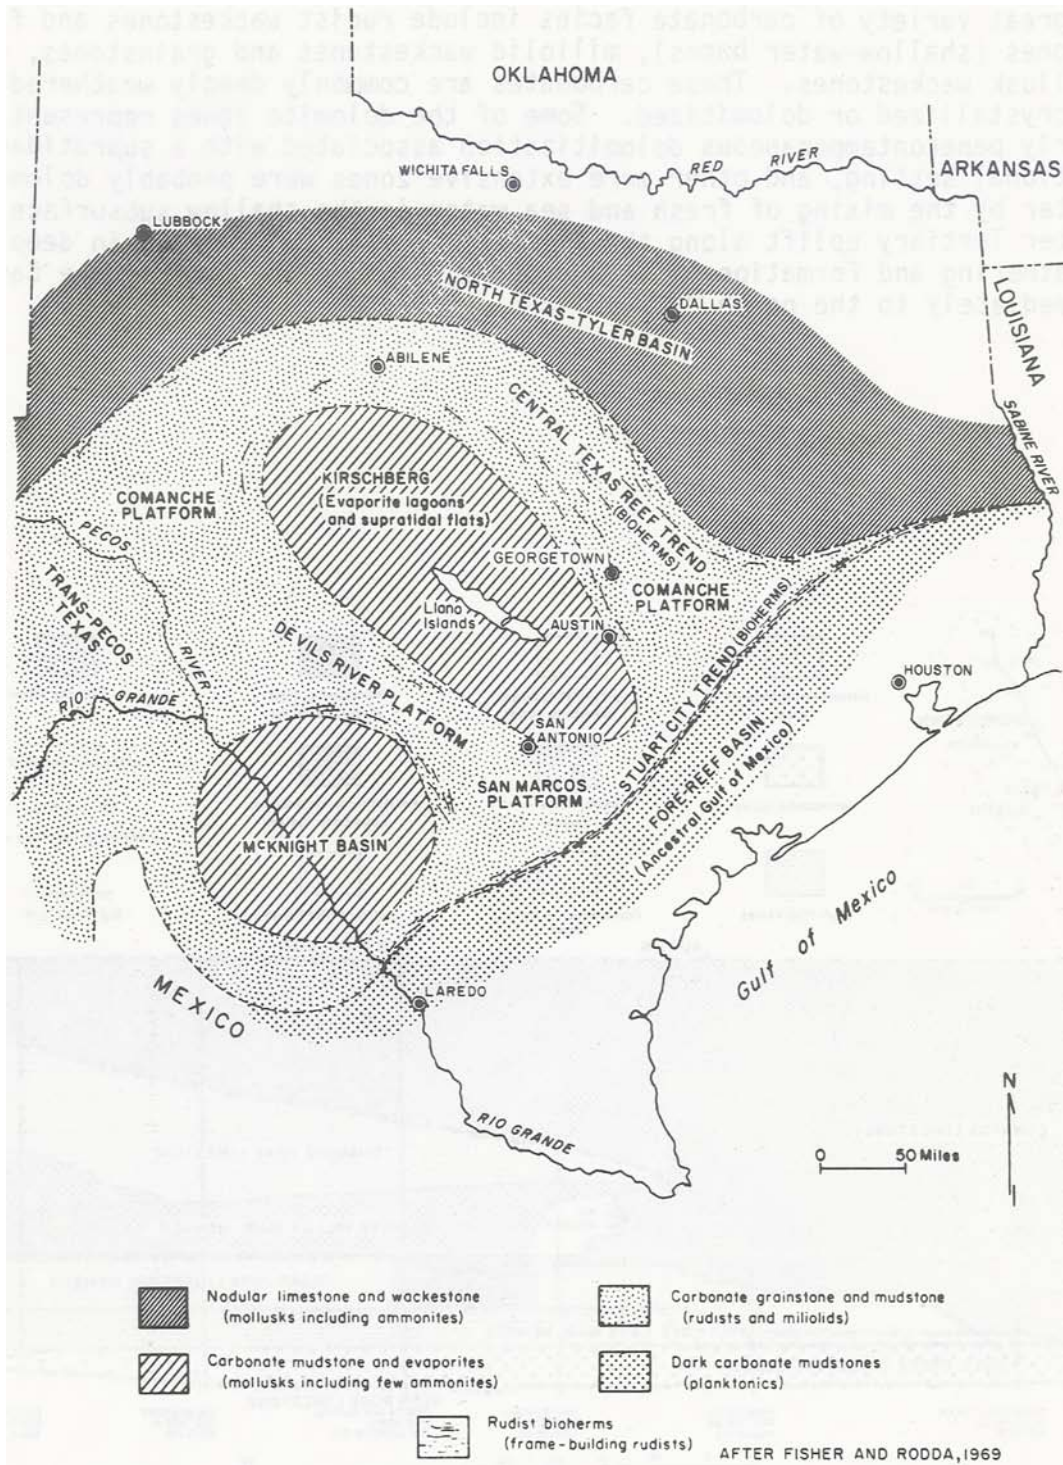 OKLAHOMA
WICHITA FALLS
RED
RIVER
ARKANSAS
LUBBOCK
NORTH TEXAS-TYLER BASIN
DALLAS
LOUISIANA
SABINE RIVER
ABILENE
CENTRAL TEXAS REEF TREND
(BIOHERMS)
KIRSCHBERG
(Evaporite lagoons
and supratidal flats)
COMANCHE
PLATFORM
PECOS
RIVER
GEORGETOWN
COMANCHE
PLATFORM
TRANS-PECOS
TEXAS
Llano
Islands
AUSTIN
DEVILS RIVER PLATFORM
STUART CITY TREND (BIOHERMS)
HOUSTON
RIO GRANDE
SAN
ANTONIO
FORE-REEF BASIN
(Ancestral Gulf of Mexico)
SAN MARCOS
PLATFORM
McKNIGHT BASIN
Gulf of Mexico
MEXICO
LAREDO
RIO GRANDE
N
0 50 Miles
Nodular limestone and wackestone
(mollusks including ammonites)
Carbonate grainstone and mudstone
(rudists and miliolids)
Carbonate mudstone and evaporites
(mollusks including few ammonites)
Dark carbonate mudstones
(planktonics)
Rudist bioherms
(frame-building rudists)
AFTER FISHER AND RODDA, 1969